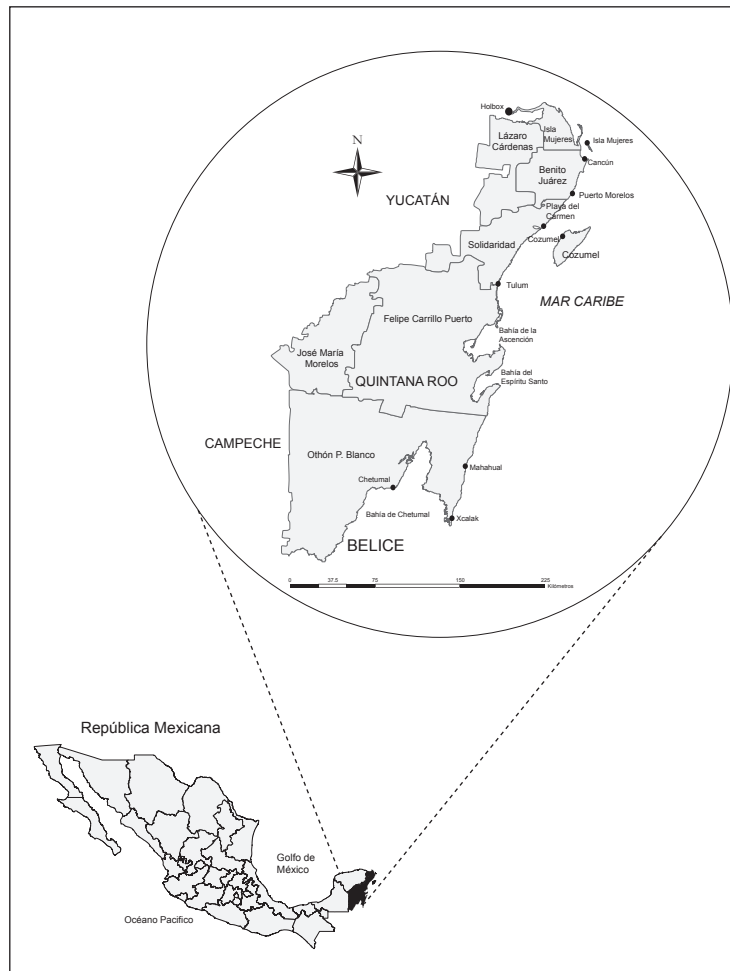 Holbox
Lázaro
Cárdenas
Isla
Mujeres
Isla Mujeres
Cancún
N
Benito
Juárez
YUCATÁN
Puerto Morelos
Playa del
Carmen
Cozumel
Solidaridad
Cozumel
Tulum
MAR CARIBE
Felipe Carrillo Puerto
Bahía de la
Ascención
José María
Morelos
Bahía del
Espíritu Santo
QUINTANA ROO
CAMPECHE
Othón P. Blanco
Mahahual
Chetumal
Bahía de Chetumal
Xcalak
BELICE
0 37.5 75 150 225
Kilómetros
República Mexicana
Golfo de
México
Océano Pacifico